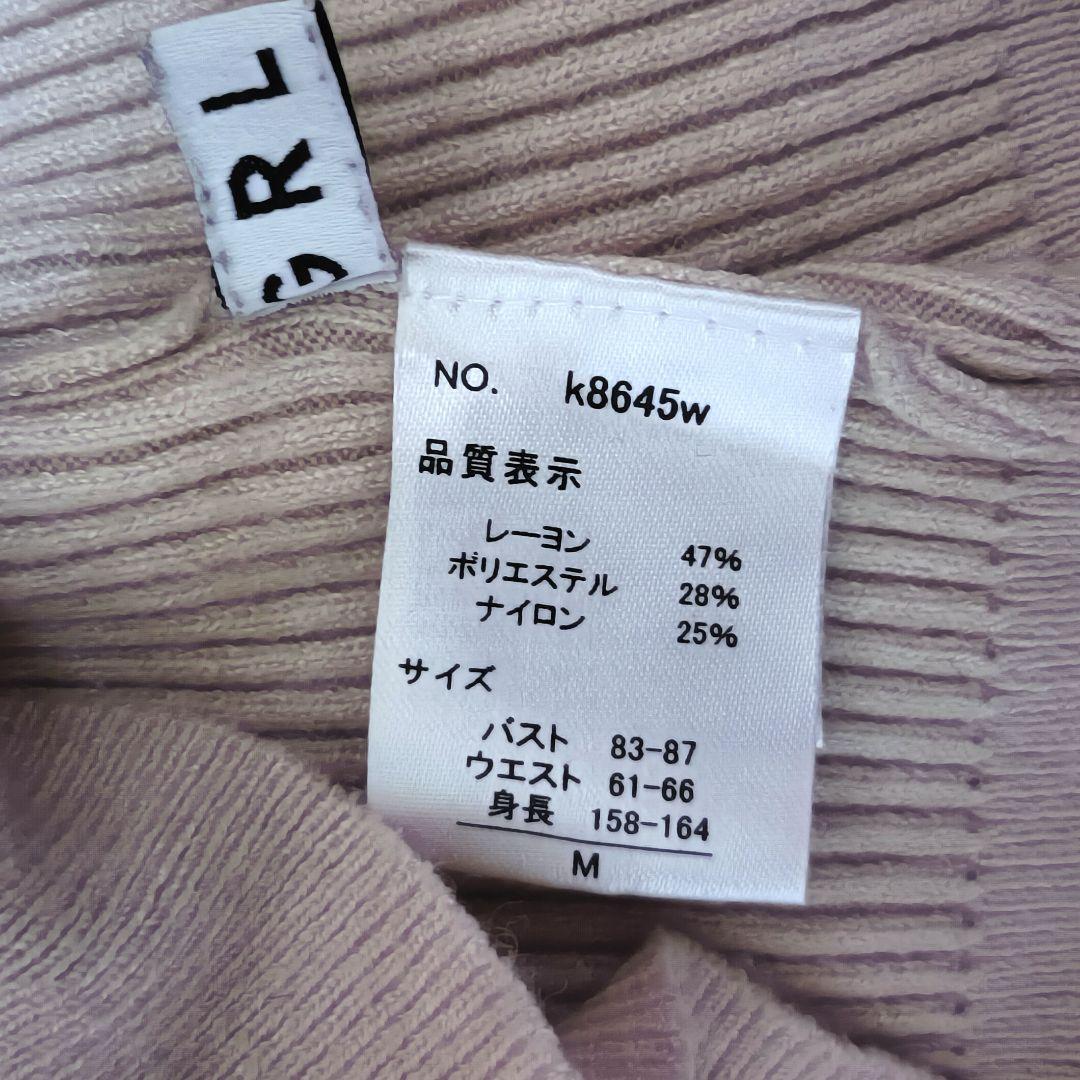 GRL
NO. k8645w
品質表示
レーヨン 47%
ポリエステル 28%
ナイロン 25%
サイズ
バスト 83-87
ウエスト 61-66
身長 158-164
M